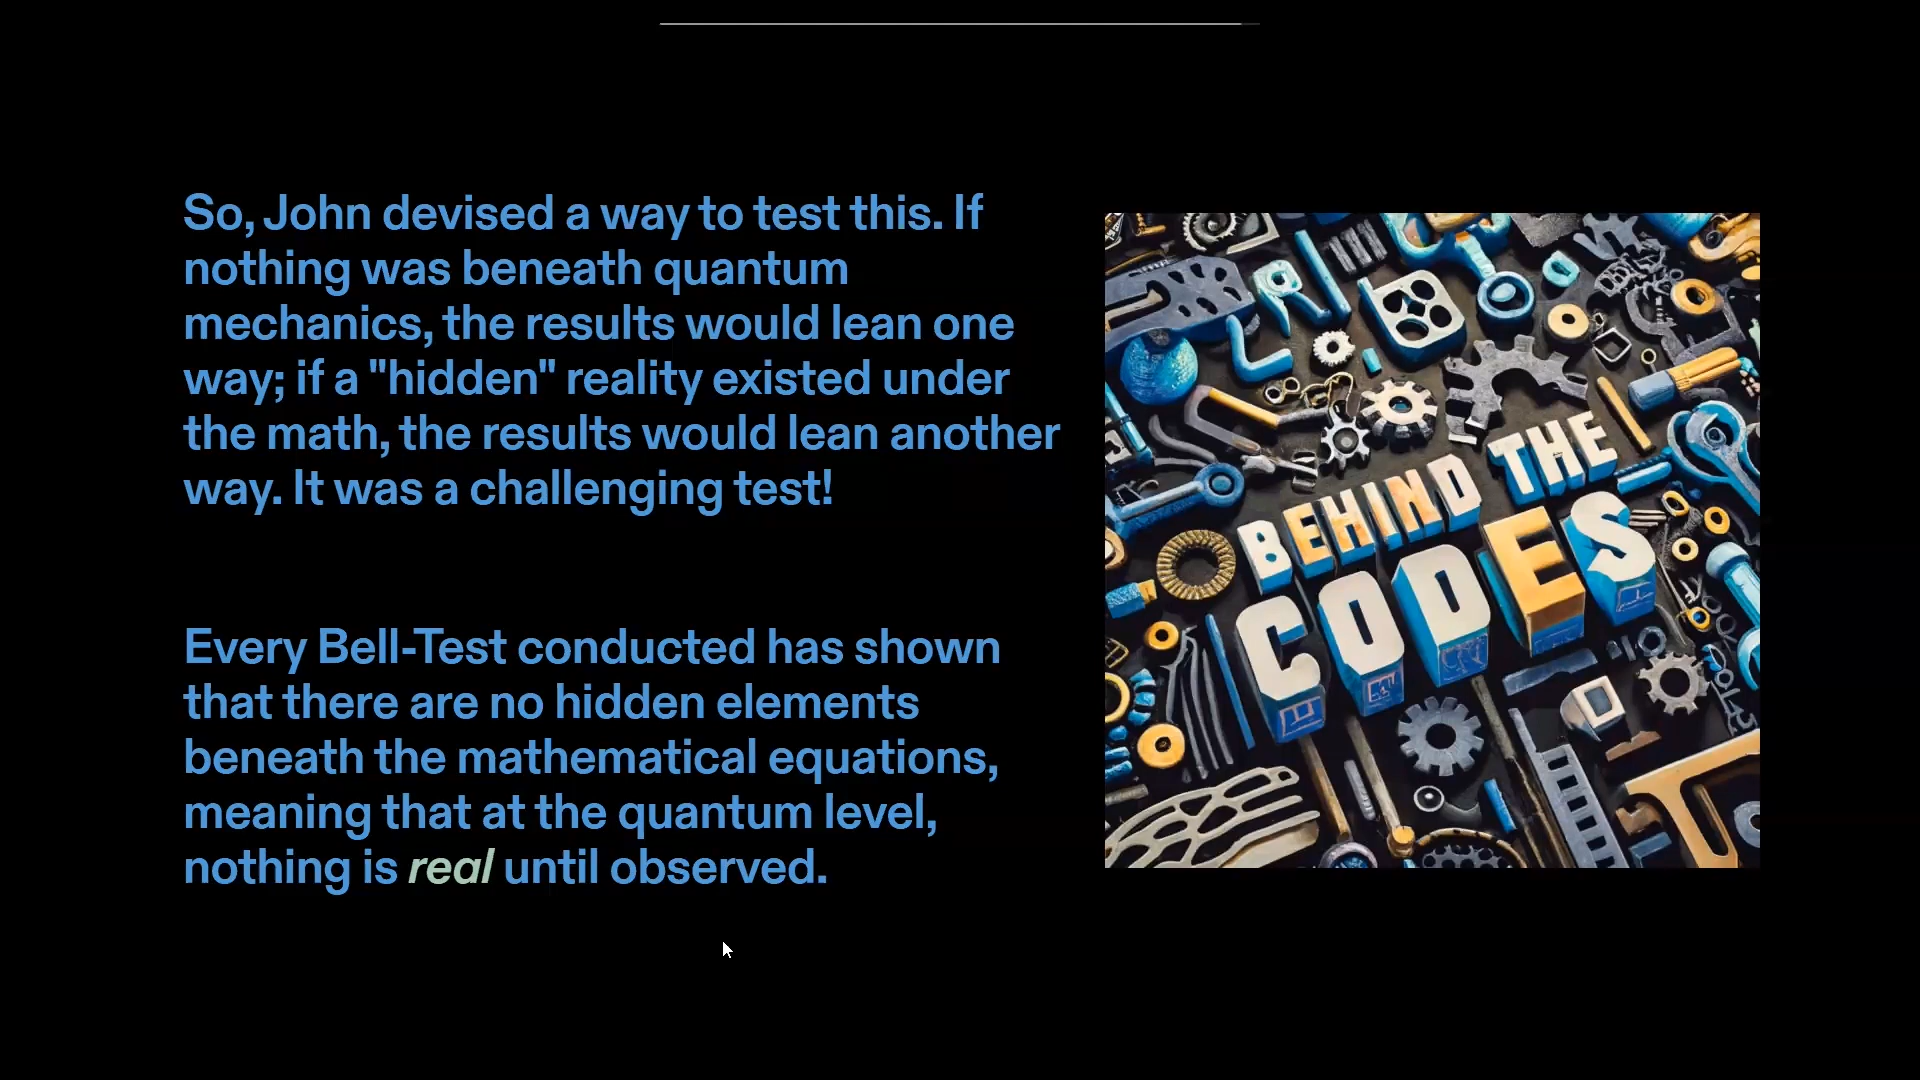 So, John devised a way to test this. If
nothing was beneath quantum
mechanics, the results would lean one
way; if a "hidden" reality existed under
the math, the results would lean another
way. It was a challenging test!
Every Bell-Test conducted has shown
that there are no hidden elements
beneath the mathematical equations,
meaning that at the quantum level,
nothing is real until observed.
BEHIND THE
CODES